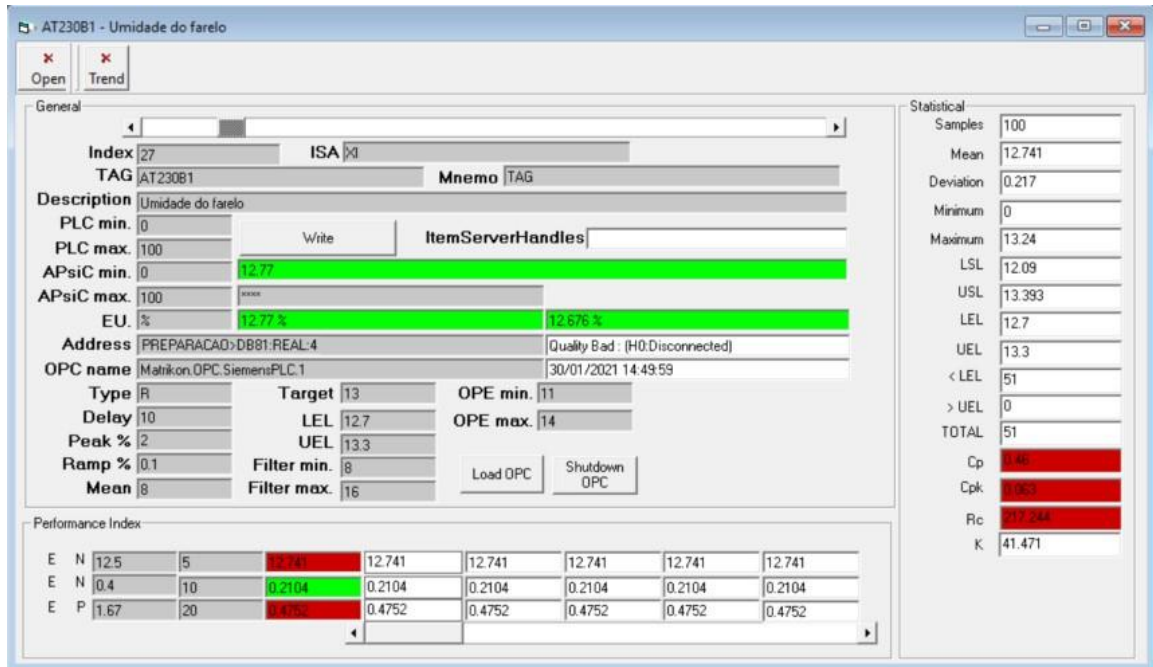 AT230B1 - Umidade do farelo
Open Trend
General
Index 27 ISA XI
TAG AT230B1 Mnemo TAG
Description Umidade do farelo
PLC min. 0
Write ItemServerHandles
PLC max. 100
APsiC min. 0 12.77
APsiC max. 100 ****
EU. % 12.77 % 12.676 %
Address PREPARACAO>DB81:REAL:4 Quality Bad : (H0:Disconnected)
OPC name Matrikon.OPC.SiemensPLC.1 30/01/2021 14:49:59
Type R Target 13 OPE min. 11
Delay 10 LEL 12.7 OPE max. 14
Peak % 2 UEL 13.3
Ramp % 0.1 Filter min. 8 Load OPC Shutdown OPC
Mean 8 Filter max. 16
Statistical
Samples 100
Mean 12.741
Deviation 0.217
Minimum 0
Maximum 13.24
LSL 12.09
USL 13.393
LEL 12.7
UEL 13.3
< LEL 51
> UEL 0
TOTAL 51
Cp 0.46
Cpk 0.063
Rc 217.244
K 41.471
Performance Index
E N 12.5 5 12.741 12.741 12.741 12.741 12.741 12.741
E N 0.4 10 0.2104 0.2104 0.2104 0.2104 0.2104 0.2104
E P 1.67 20 0.4752 0.4752 0.4752 0.4752 0.4752 0.4752